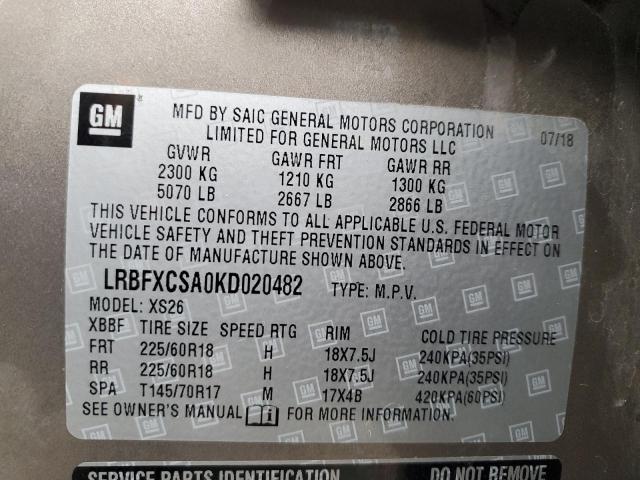 GM
MFD BY SAIC GENERAL MOTORS CORPORATION 07/18
LIMITED FOR GENERAL MOTORS LLC
GVWR GAWR FRT GAWR RR
2300 KG 1210 KG 1300 KG
5070 LB 2667 LB 2866 LB
THIS VEHICLE CONFORMS TO ALL APPLICABLE U.S. FEDERAL MOTOR
VEHICLE SAFETY AND THEFT PREVENTION STANDARDS IN EFFECT ON
THE DATE OF MANUFACTURE SHOWN ABOVE.
LRBFXCSA0KD020482 TYPE: M.P.V.
MODEL: XS26
XBBF TIRE SIZE SPEED RTG RIM COLD TIRE PRESSURE
FRT 225/60R18 H 18X7.5J 240KPA(35PSI)
RR 225/60R18 H 18X7.5J 240KPA(35PSI)
SPA T145/70R17 M 17X4B 420KPA(60PSI)
SEE OWNER'S MANUAL FOR MORE INFORMATION.
SERVICE PARTS IDENTIFICATION DO NOT REMOVE